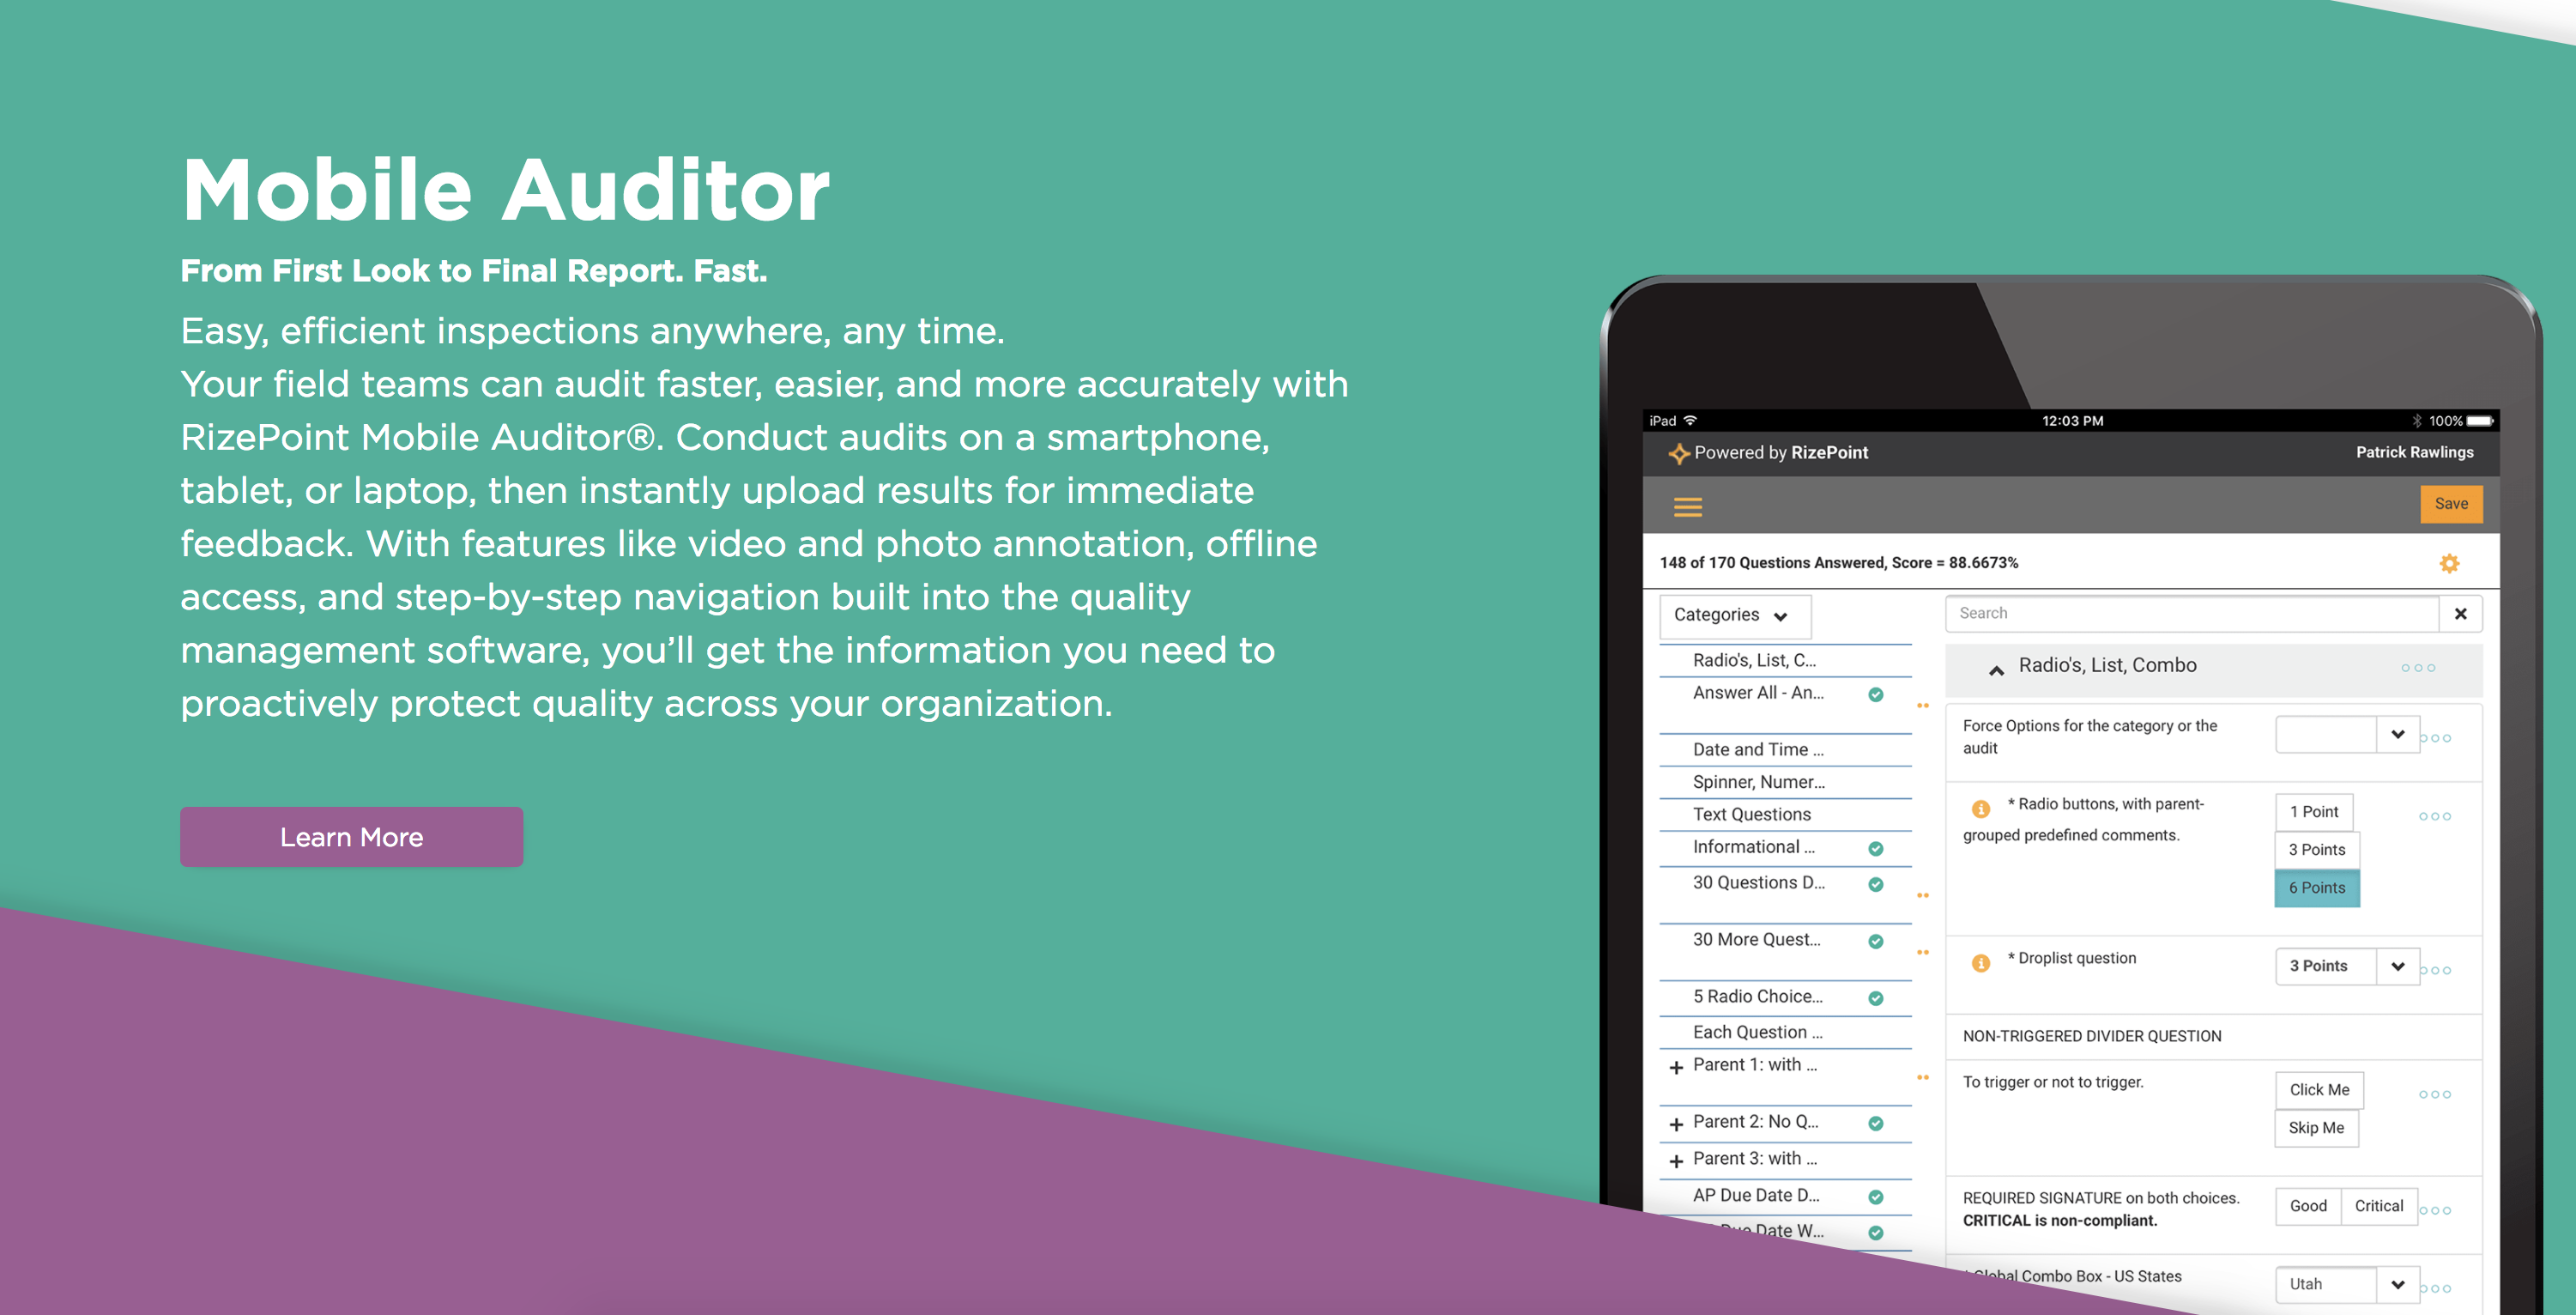 Mobile Auditor
From First Look to Final Report. Fast.
Easy, efficient inspections anywhere, any time.
Your field teams can audit faster, easier, and more accurately with
RizePoint Mobile Auditor®. Conduct audits on a smartphone,
tablet, or laptop, then instantly upload results for immediate
feedback. With features like video and photo annotation, offline
access, and step-by-step navigation built into the quality
management software, you’ll get the information you need to
proactively protect quality across your organization.
Learn More
iPad
12:03 PM
100%
Powered by RizePoint
Patrick Rawlings
Save
148 of 170 Questions Answered, Score = 88.6673%
Categories
Radio's, List, C...
Answer All - An...
Date and Time ...
Spinner, Numer...
Text Questions
Informational ...
30 Questions D...
30 More Quest...
5 Radio Choice...
Each Question ...
+ Parent 1: with ...
+ Parent 2: No Q...
+ Parent 3: with ...
AP Due Date D...
Due Date W...
Search
Radio's, List, Combo
Force Options for the category or the
audit
* Radio buttons, with parent-
grouped predefined comments.
1 Point
3 Points
6 Points
* Droplist question
3 Points
NON-TRIGGERED DIVIDER QUESTION
To trigger or not to trigger.
Click Me
Skip Me
REQUIRED SIGNATURE on both choices.
CRITICAL is non-compliant.
Good
Critical
Global Combo Box - US States
Utah